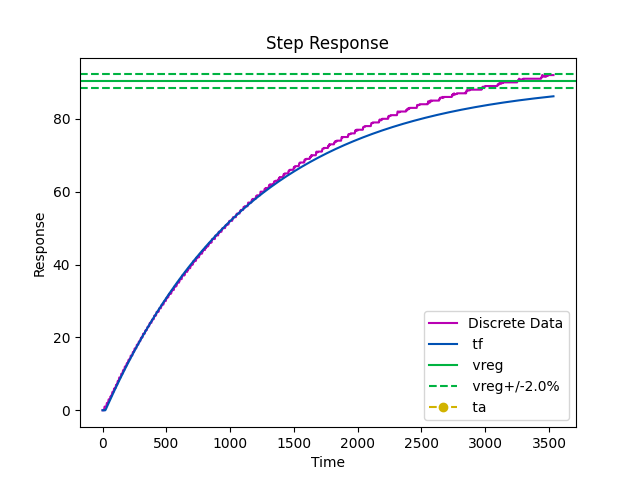 Step Response
Response
80
60
40
20
0
Discrete Data
tf
vreg
vreg+/-2.0%
ta
0 500 1000 1500 2000 2500 3000 3500
Time